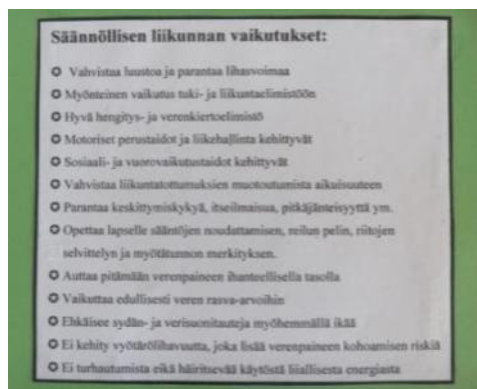 Säännöllisen liikunnan vaikutukset:
Vahvistaa luustoa ja parantaa lihasvoimaa
Myönteinen vaikutus tuki- ja liikuntaelimistöön
Hyvä hengitys- ja verenkiertoelimistö
Motoriset perustaidot ja liikehallinta kehittyvät
Sosiaali- ja vuorovaikutustaidot kehittyvät
Vahvistaa liikuntatottumuksien muotoutumista aikuisuuteen
Parantaa keskittymiskykyä, itseilmaisua, pitkäjänteisyyttä ym.
Opettaa lapselle sääntöjen noudattamisen, reilun pelin, riitojen
selvittelyn ja myötätunnon merkityksen.
Auttaa pitämään verenpaineen ihanteellisella tasolla
Vaikuttaa edullisesti veren rasva-arvoihin
Ehkäisee sydän- ja verisuonitauteja myöhemmällä ikää
Ei kehity vyötärölihavuutta, joka lisää verenpaineen kohoamisen riskiä
Ei turhautumista eikä häiritsevää käytöstä liiallisesta energiasta